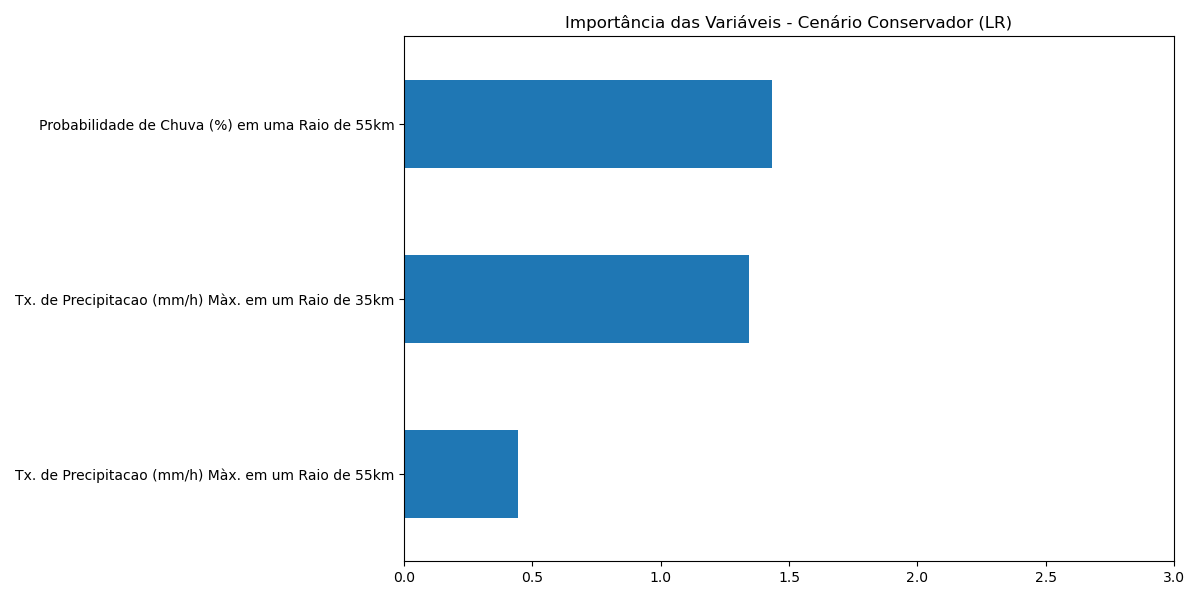 Importância das Variáveis - Cenário Conservador (LR)
Probabilidade de Chuva (%) em uma Raio de 55km
Tx. de Precipitacao (mm/h) Màx. em um Raio de 35km
Tx. de Precipitacao (mm/h) Màx. em um Raio de 55km
0.0 0.5 1.0 1.5 2.0 2.5 3.0